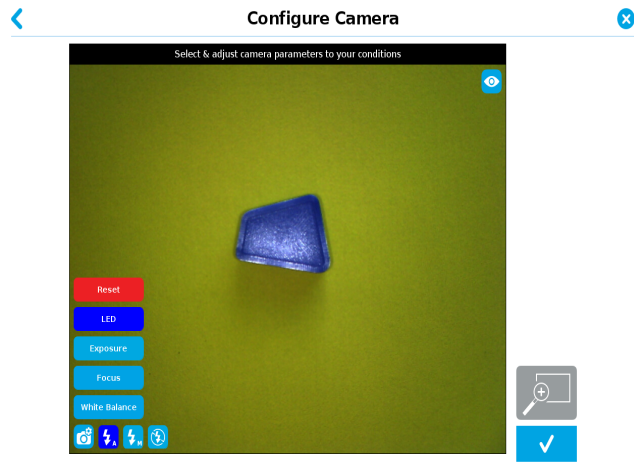 Configure Camera
Select & adjust camera parameters to your conditions
Reset
LED
Exposure
Focus
White Balance
A
M